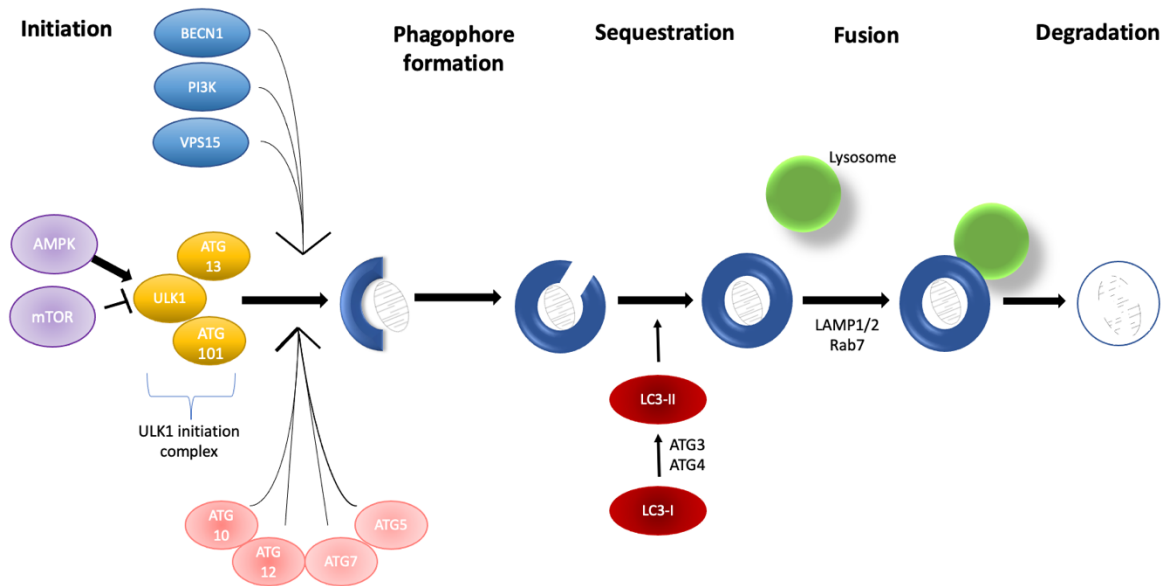 Initiation
Phagophore
formation
Sequestration
Fusion
Degradation
BECN1
PI3K
VPS15
Lysosome
AMPK
mTOR
ULK1
ATG
13
ATG
101
ULK1 initiation
complex
LAMP1/2
Rab7
LC3-II
ATG3
ATG4
LC3-I
ATG
10
ATG
12
ATG7
ATG5